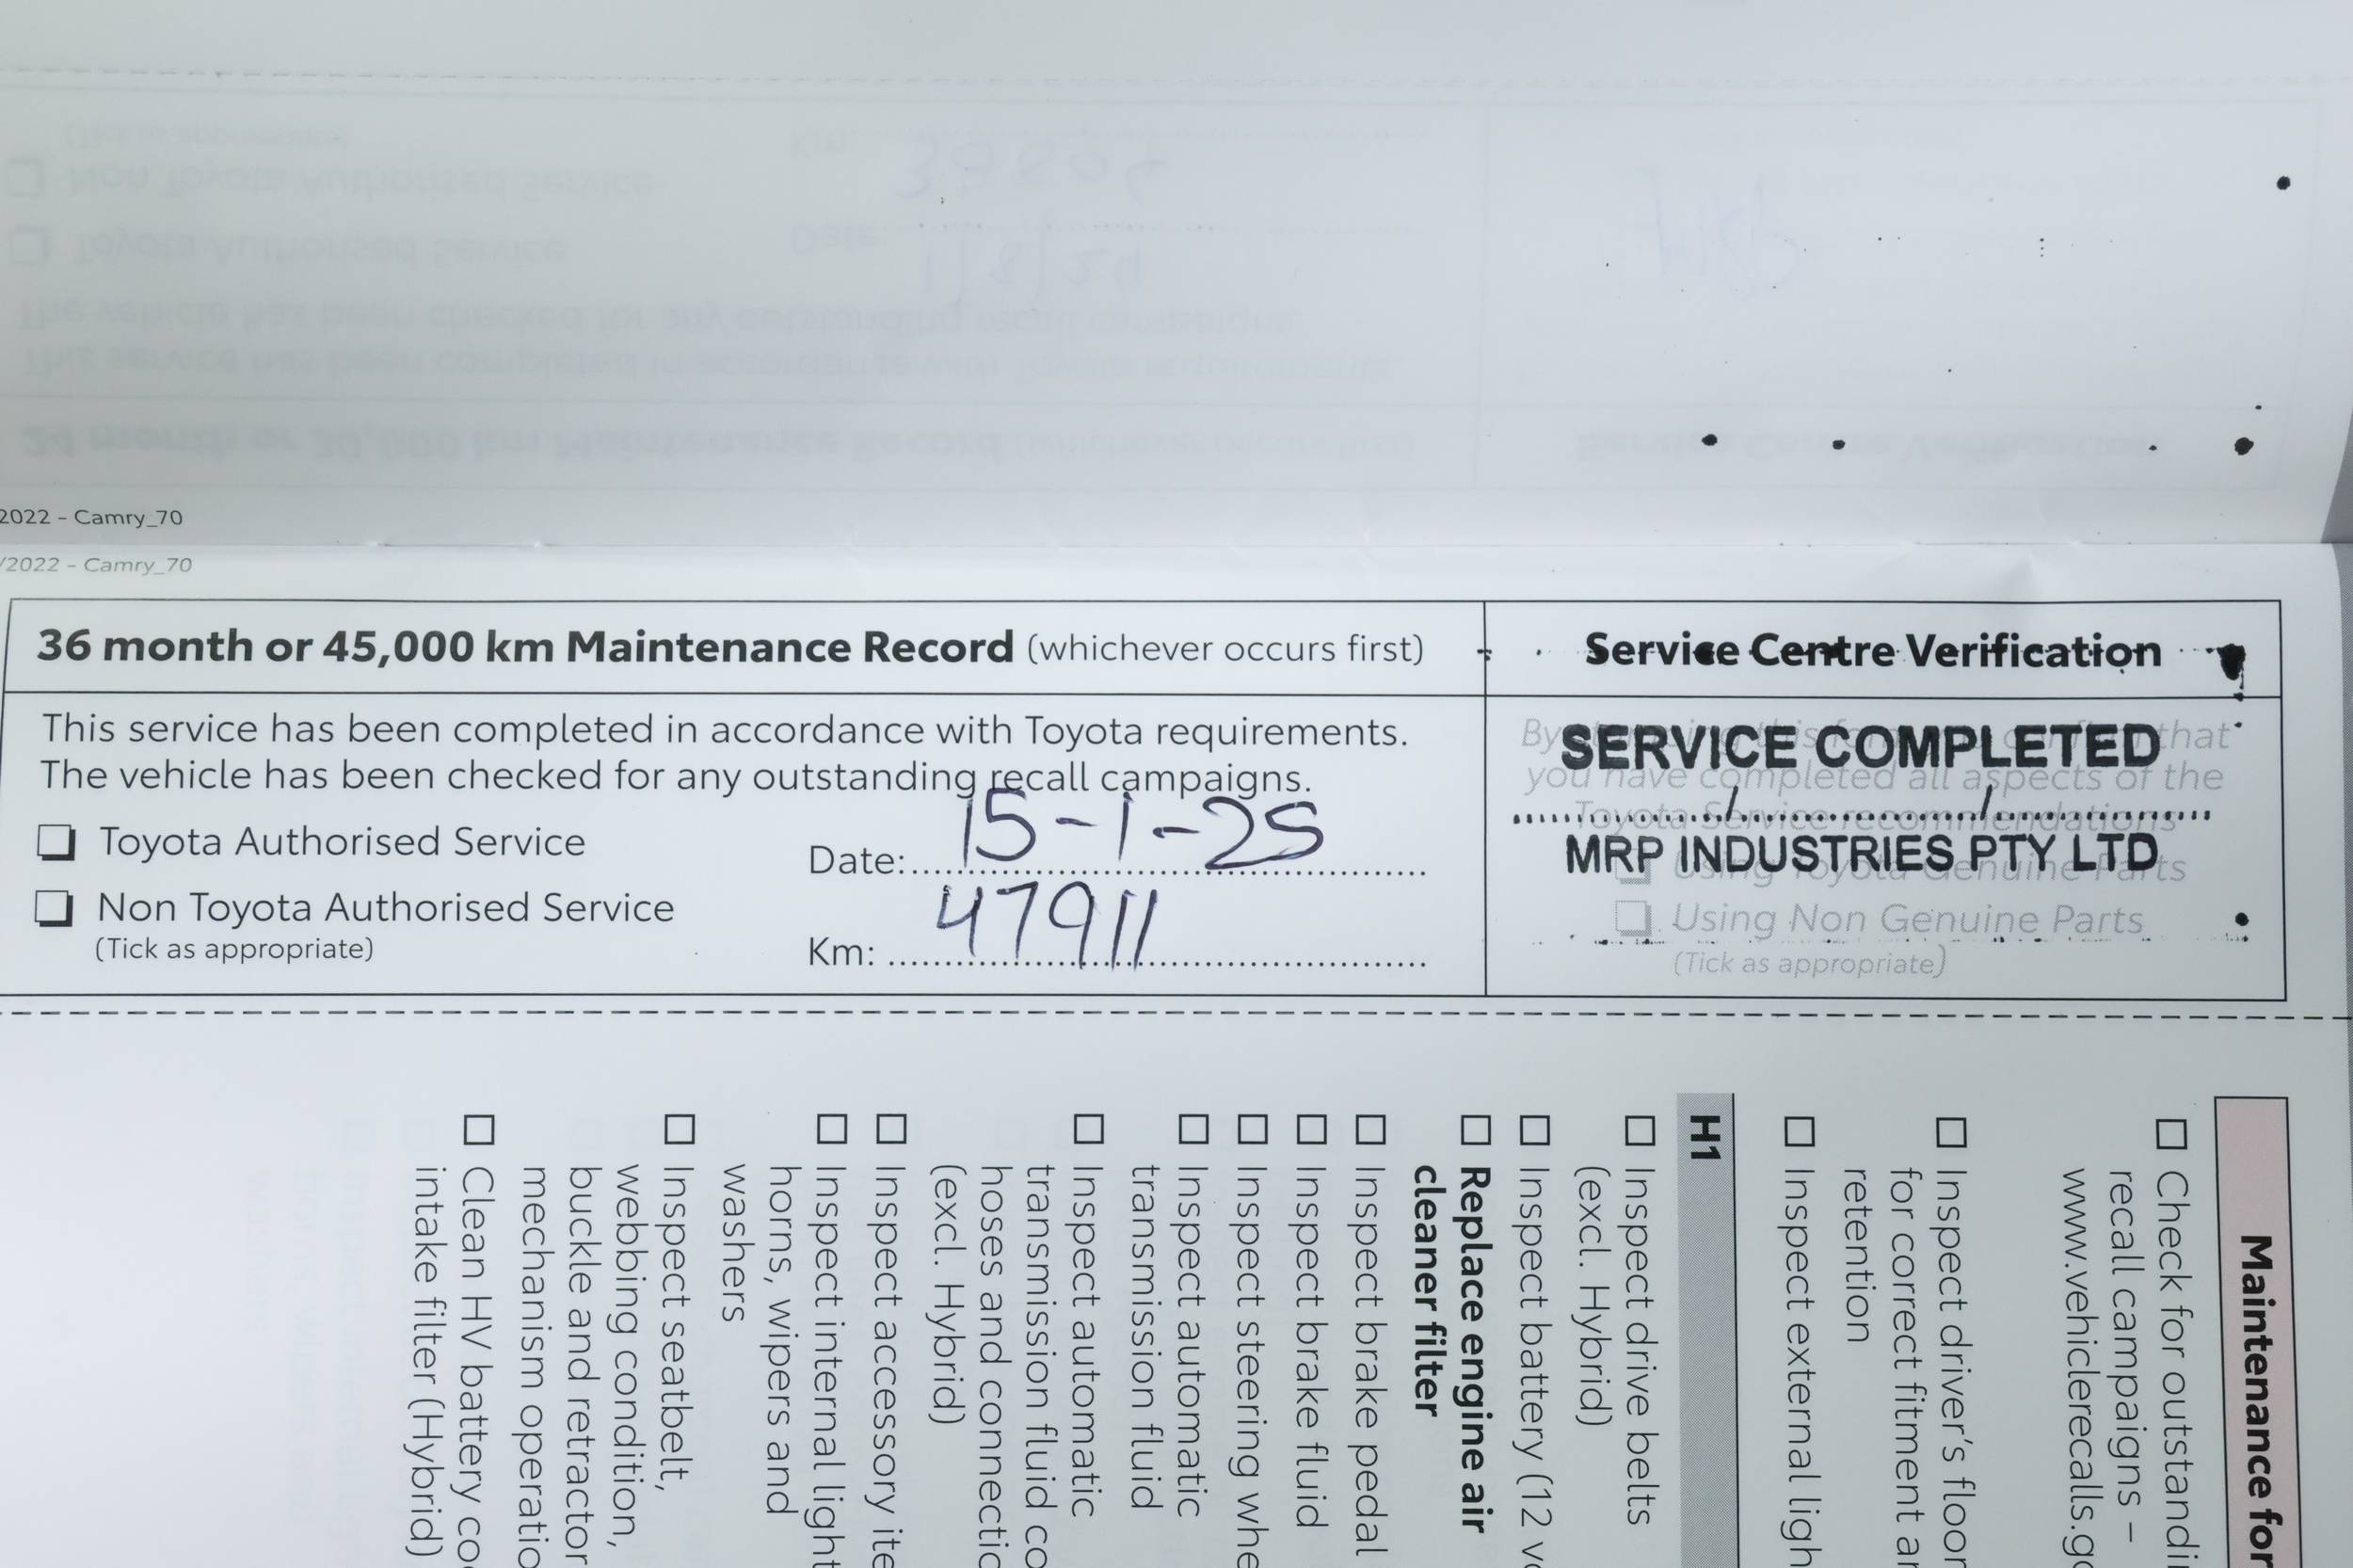 2022 – Camry_70
/2022 – Camry_70
36 month or 45,000 km Maintenance Record (whichever occurs first)
Service Centre Verification
This service has been completed in accordance with Toyota requirements.
The vehicle has been checked for any outstanding recall campaigns.
Toyota Authorised Service
Non Toyota Authorised Service
(Tick as appropriate)
Date: 15-1-25
Km: 47911
SERVICE COMPLETED
MRP INDUSTRIES PTY LTD
you have completed all aspects of the
Toyota Service recommendations
Using Toyota Genuine Parts
Using Non Genuine Parts
(Tick as appropriate)
Maintenance for
Check for outstandi
recall campaigns –
www.vehiclerecalls.g
Inspect driver's floor
for correct fitment a
retention
Inspect external ligh
H1
Inspect drive belts
(excl. Hybrid)
Inspect battery (12 v
Replace engine air
cleaner filter
Inspect brake pedal
Inspect brake fluid
Inspect steering whe
Inspect automatic
transmission fluid
Inspect automatic
transmission fluid co
hoses and connectio
(excl. Hybrid)
Inspect accessory ite
Inspect internal light
horns, wipers and
washers
Inspect seatbelt,
webbing condition,
buckle and retractor
mechanism operatio
Clean HV battery co
intake filter (Hybrid)